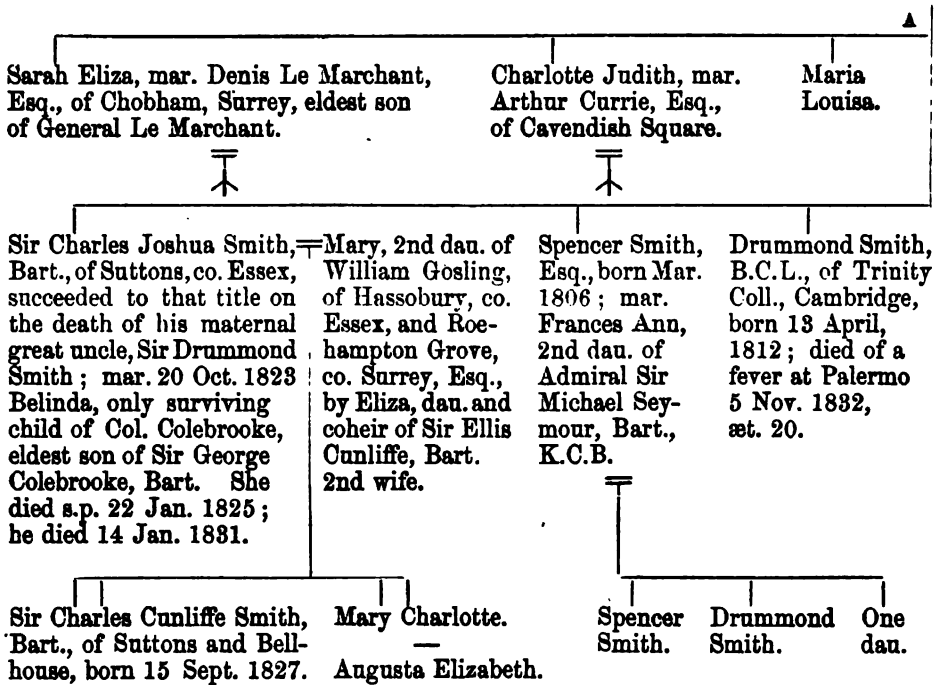 A
Sarah Eliza, mar. Denis Le Marchant,
Esq., of Chobham, Surrey, eldest son
of General Le Marchant.
Charlotte Judith, mar.
Arthur Currie, Esq.,
of Cavendish Square.
Maria
Louisa.
Sir Charles Joshua Smith,
Bart., of Suttons, co. Essex,
succeeded to that title on
the death of his maternal
great uncle, Sir Drummond
Smith; mar. 20 Oct. 1823
Belinda, only surviving
child of Col. Colebrooke,
eldest son of Sir George
Colebrooke, Bart. She
died s.p. 22 Jan. 1825;
he died 14 Jan. 1831.
Mary, 2nd dau. of
William Gosling,
of Hassobury, co.
Essex, and Roe-
hampton Grove,
co. Surrey, Esq.,
by Eliza, dau. and
coheir of Sir Ellis
Cunliffe, Bart.
2nd wife.
Spencer Smith,
Esq., born Mar.
1806; mar.
Frances Ann,
2nd dau. of
Admiral Sir
Michael Sey-
mour, Bart.,
K.C.B.
Drummond Smith,
B.C.L., of Trinity
Coll., Cambridge,
born 13 April,
1812; died of a
fever at Palermo
5 Nov. 1832,
æt. 20.
Sir Charles Cunliffe Smith,
Bart., of Suttons and Bell-
house, born 15 Sept. 1827.
Mary Charlotte.
—
Augusta Elizabeth.
Spencer
Smith.
Drummond
Smith.
One
dau.